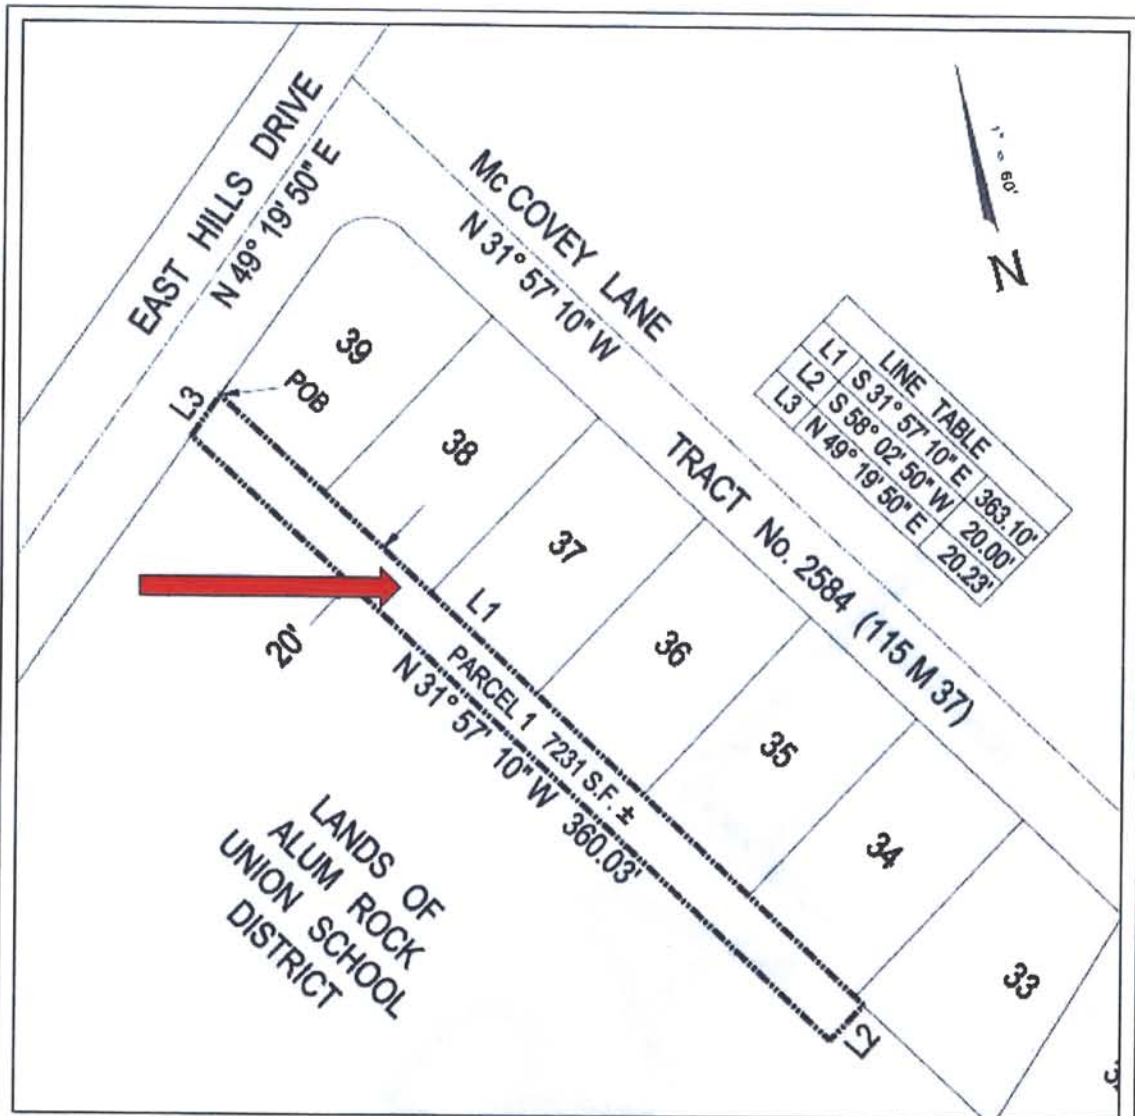 EAST HILLS DRIVE
N 49° 19' 50" E
Mc COVEY LANE
N 31° 57' 10" W
1" = 60'
N
LINE TABLE
L1 S 31° 57' 10" E 363.10'
L2 S 58° 02' 50" W 20.00'
L3 N 49° 19' 50" E 20.23'
TRACT No. 2584 (115 M 37)
39
POB
L3
38
37
L1
36
35
34
33
20'
PARCEL 1 7231 S.F. ±
N 31° 57' 10" W 360.03'
L2
LANDS OF
ALUM ROCK
UNION SCHOOL
DISTRICT